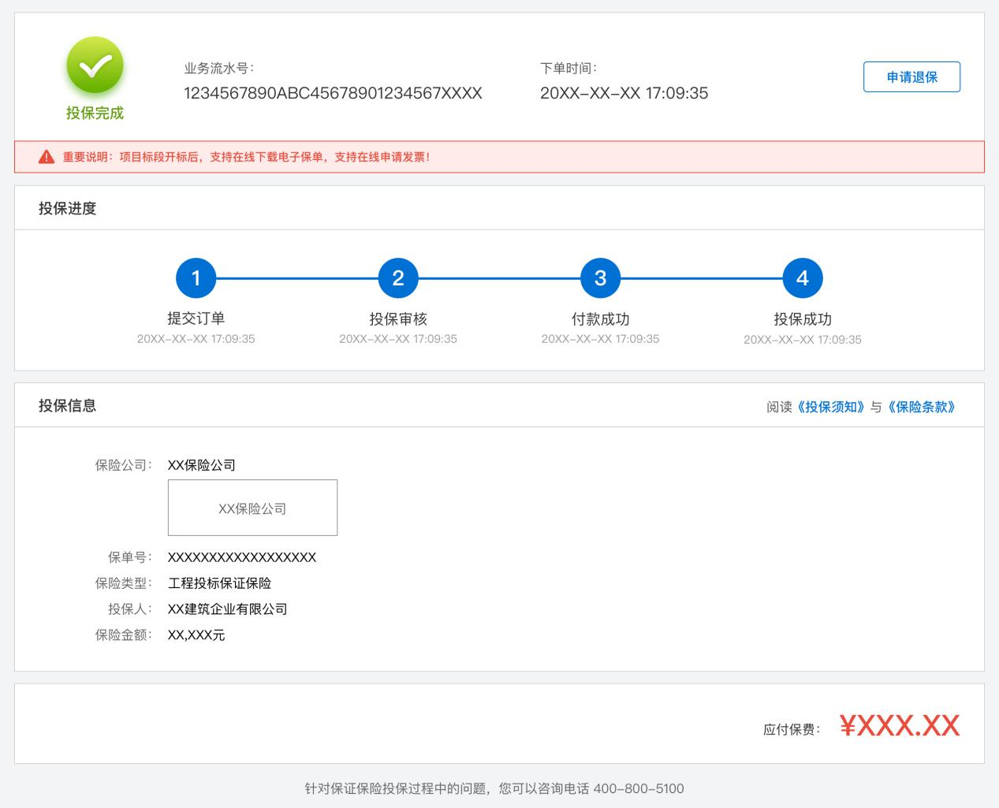 业务流水号:
下单时间:
1234567890ABC45678901234567XXXX
20XX-XX-XX 17:09:35
申请退保
投保完成
重要说明：项目标段开标后，支持在线下载电子保单，支持在线申请发票！
投保进度
1
2
3
4
提交订单
投保审核
付款成功
投保成功
20XX-XX-XX 17:09:35
20XX-XX-XX 17:09:35
20XX-XX-XX 17:09:35
20XX-XX-XX 17:09:35
投保信息
阅读《投保须知》与《保险条款》
保险公司: XX保险公司
XX保险公司
保单号: XXXXXXXXXXXXXXXXXX
保险类型: 工程投标保证保险
投保人: XX建筑企业有限公司
保险金额: XX,XXX元
应付保费: ¥XXX.XX
针对保证保险投保过程中的问题，您可以咨询电话 400-800-5100